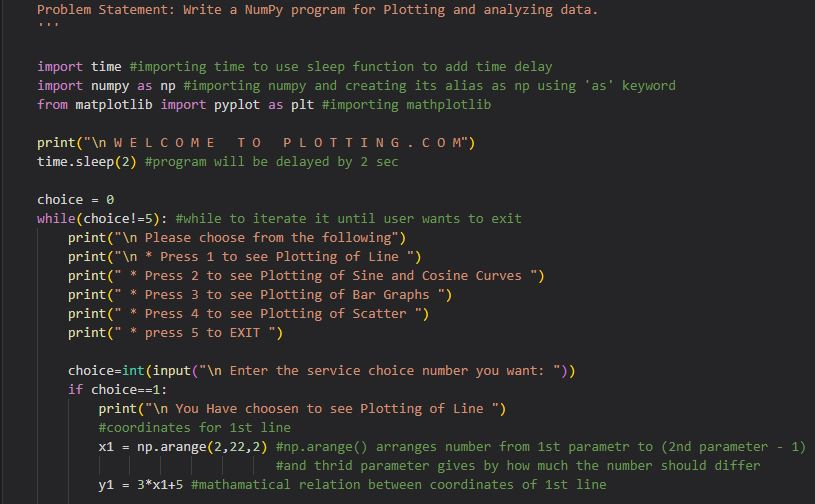 Problem Statement: Write a NumPy program for Plotting and analyzing data.
'''
import time #importing time to use sleep function to add time delay
import numpy as np #importing numpy and creating its alias as np using 'as' keyword
from matplotlib import pyplot as plt #importing mathplotlib
print("\n W E L C O M E   T O   P L O T T I N G . C O M")
time.sleep(2) #program will be delayed by 2 sec
choice = 0
while(choice!=5): #while to iterate it until user wants to exit
    print("\n Please choose from the following")
    print("\n * Press 1 to see Plotting of Line ")
    print(" * Press 2 to see Plotting of Sine and Cosine Curves ")
    print(" * Press 3 to see Plotting of Bar Graphs ")
    print(" * Press 4 to see Plotting of Scatter ")
    print(" * press 5 to EXIT ")
    choice=int(input("\n Enter the service choice number you want: "))
    if choice==1:
        print("\n You Have choosen to see Plotting of Line ")
        #coordinates for 1st line
        x1 = np.arange(2,22,2) #np.arange() arranges number from 1st parametr to (2nd parameter - 1)
                               #and thrid parameter gives by how much the number should differ
        y1 = 3*x1+5 #mathamatical relation between coordinates of 1st line